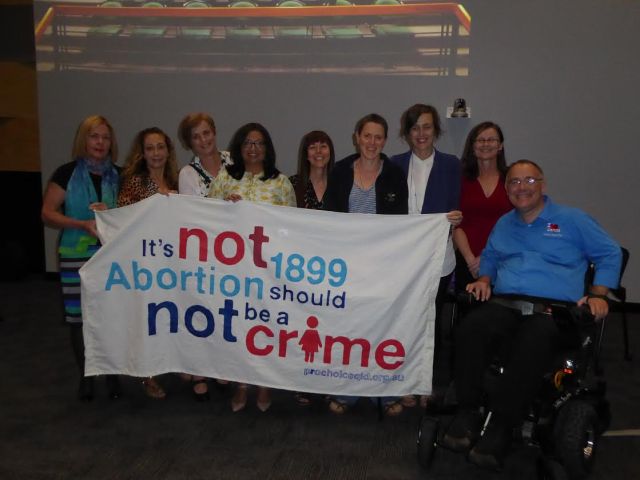 It's not 1899
Abortion should
not be a
crime
prochoiceqld.org.au